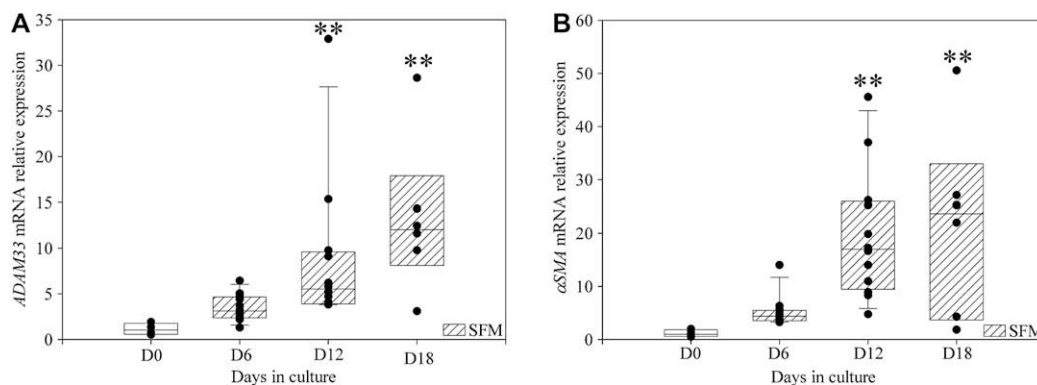 A
ADAM33 mRNA relative expression
35
30
25
20
15
10
5
0
**
**
SFM
D0 D6 D12 D18
Days in culture
B
αSMA mRNA relative expression
60
50
40
30
20
10
0
**
**
SFM
D0 D6 D12 D18
Days in culture